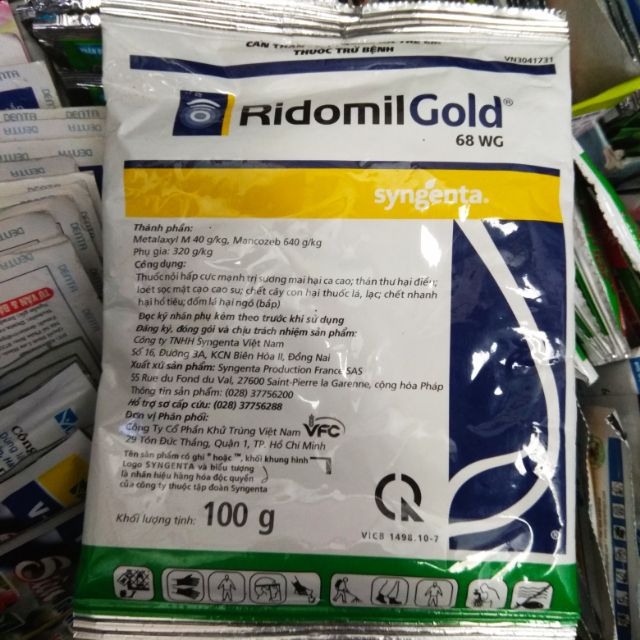 THUỐC TRỪ BỆNH
VN3041731
RidomilGold®
68 WG
syngenta®
Thành phần:
Metalaxyl M 40 g/kg, Mancozeb 640 g/kg
Phụ gia: 320 g/kg
Công dụng:
Thuốc nội hấp cực mạnh trị sương mai hại ca cao; thán thư hại điều;
loét sọc mặt cạo cao su; chết cây con hại thuốc lá, lạc; chết nhanh
hại hồ tiêu; đốm lá hại ngô (bắp)
Đọc kỹ nhãn phụ kèm theo trước khi sử dụng
Đăng ký, đóng gói và chịu trách nhiệm sản phẩm:
Công ty TNHH Syngenta Việt Nam
Số 16, Đường 3A, KCN Biên Hòa II, Đồng Nai
Xuất xứ sản phẩm: Syngenta Production France SAS
55 Rue du Fond du Val, 27600 Saint-Pierre la Garenne, cộng hòa Pháp
Thông tin sản phẩm: (028) 37756200
Hỗ trợ sơ cấp cứu: (028) 37756288
Đơn vị Phân phối:
Công Ty Cổ Phần Khử Trùng Việt Nam VFC
29 Tôn Đức Thắng, Quận 1, TP. Hồ Chí Minh
Tên sản phẩm có ghi ® hoặc ™, khối khung hình
Logo SYNGENTA và biểu tượng
là nhãn hiệu hàng hóa độc quyền
của công ty thuộc tập đoàn Syngenta
Khối lượng tịnh: 100 g
VICB 1498.10-7
DENTA
DENTA
DENTA
DENTA
DENTA
DENTA